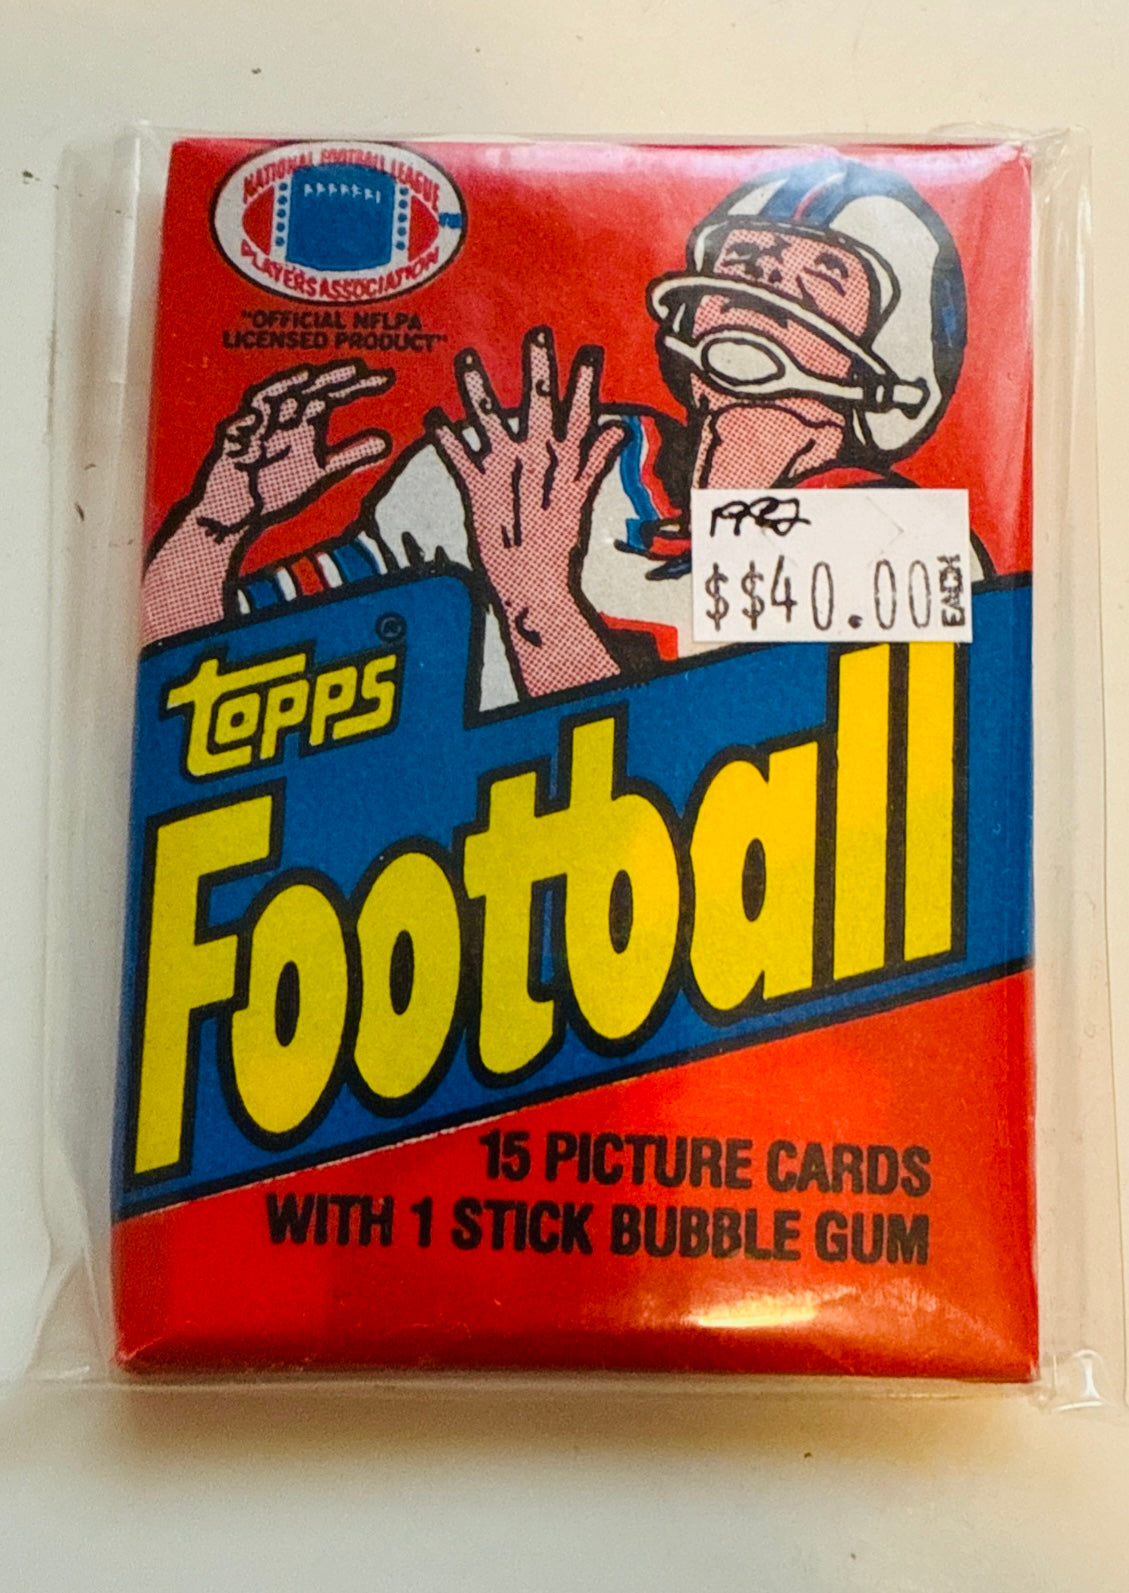 NATIONAL FOOTBALL LEAGUE
PLAYERS ASSOCIATION
"OFFICIAL NFLPA
LICENSED PRODUCT"
1982
$$40.00 EACH
topps®
Football
15 PICTURE CARDS
WITH 1 STICK BUBBLE GUM